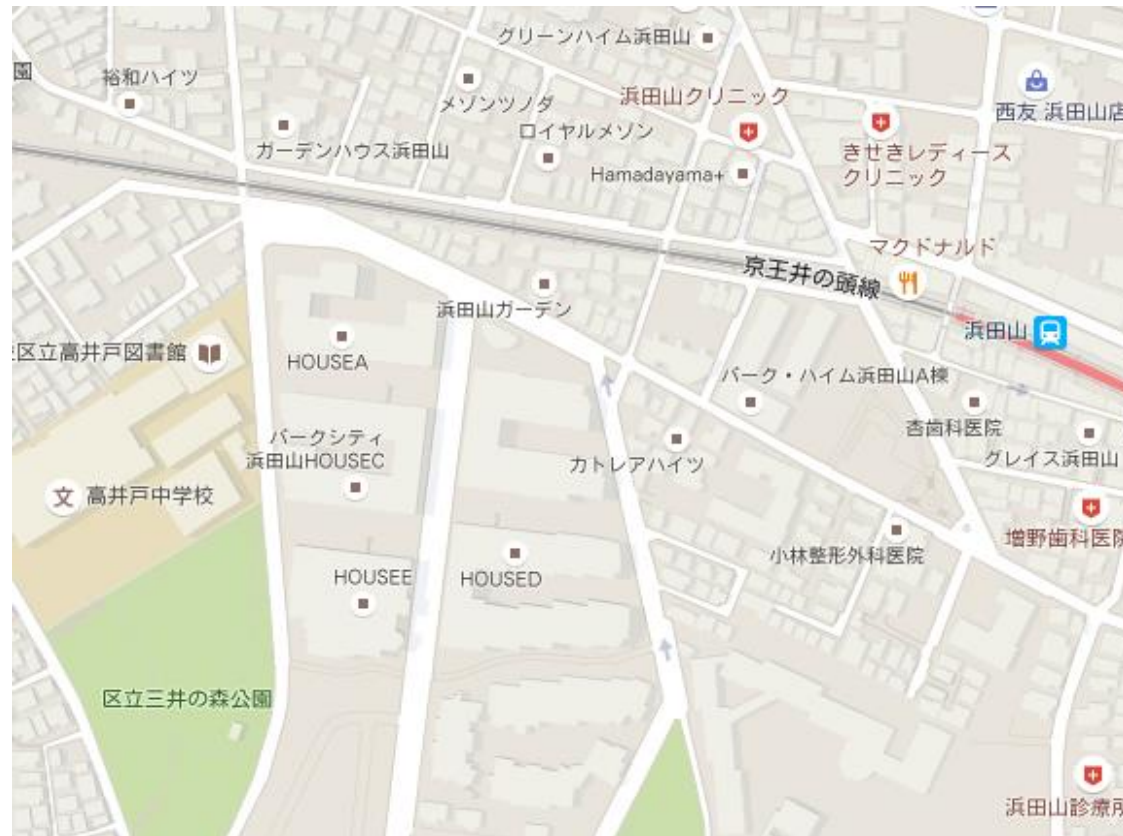 グリーンハイム浜田山
園
裕和ハイツ
メゾンツノダ
浜田山クリニック
西友 浜田山店
ガーデンハウス浜田山
ロイヤルメゾン
きせきレディース
クリニック
Hamadayama+
マクドナルド
京王井の頭線
浜田山ガーデン
浜田山
区立高井戸図書館
HOUSEA
パーク・ハイム浜田山A棟
杏歯科医院
パークシティ
浜田山HOUSEC
カトレアハイツ
グレイス浜田山
文
高井戸中学校
増野歯科医院
小林整形外科医院
HOUSEE
HOUSED
区立三井の森公園
浜田山診療所